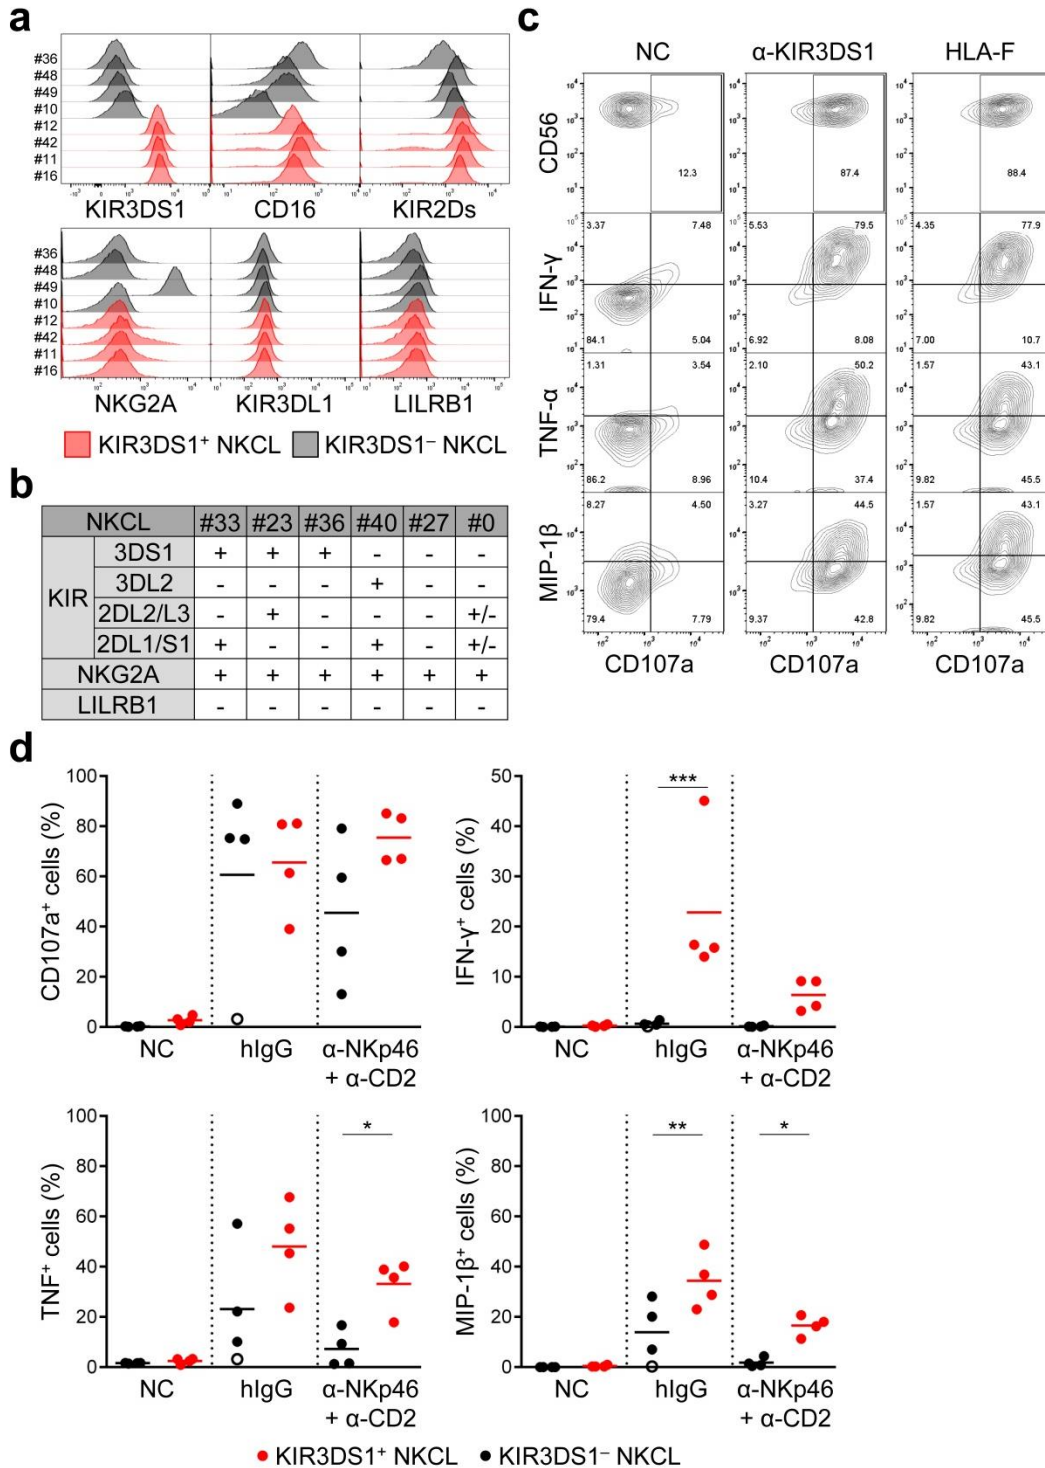 a
#36
#48
#49
#10
#12
#42
#11
#16
-10³ 0 10³ 10⁴ 10⁵
KIR3DS1 CD16 KIR2Ds
#36
#48
#49
#10
#12
#42
#11
#16
NKG2A KIR3DL1 LILRB1
KIR3DS1⁺ NKCL KIR3DS1⁻ NKCL
b
NKCL #33 #23 #36 #40 #27 #0
KIR
3DS1 + + + - - -
3DL2 - - - + - -
2DL2/L3 - + - - - +/-
2DL1/S1 + - - + - +/-
NKG2A + + + + + +
LILRB1 - - - - - -
c
NC α-KIR3DS1 HLA-F
CD56
12.3 87.4 88.4
IFN-γ
3.37 7.48 5.53 79.5 4.35 77.9
84.1 5.04 6.92 8.08 7.00 10.7
TNF-α
1.31 3.54 2.10 50.2 1.57 43.1
86.2 8.96 10.4 37.4 9.82 45.5
MIP-1β
8.27 4.50 3.27 44.5 1.57 43.1
79.4 7.79 9.37 42.8 9.82 45.5
CD107a CD107a CD107a
d
CD107a⁺ cells (%)
100
80
60
40
20
0
NC hIgG α-NKp46
+ α-CD2
IFN-γ⁺ cells (%)
50
40
30
20
10
0
***
NC hIgG α-NKp46
+ α-CD2
TNF⁺ cells (%)
100
80
60
40
20
0
*
NC hIgG α-NKp46
+ α-CD2
MIP-1β⁺ cells (%)
100
80
60
40
20
0
** *
NC hIgG α-NKp46
+ α-CD2
KIR3DS1⁺ NKCL KIR3DS1⁻ NKCL